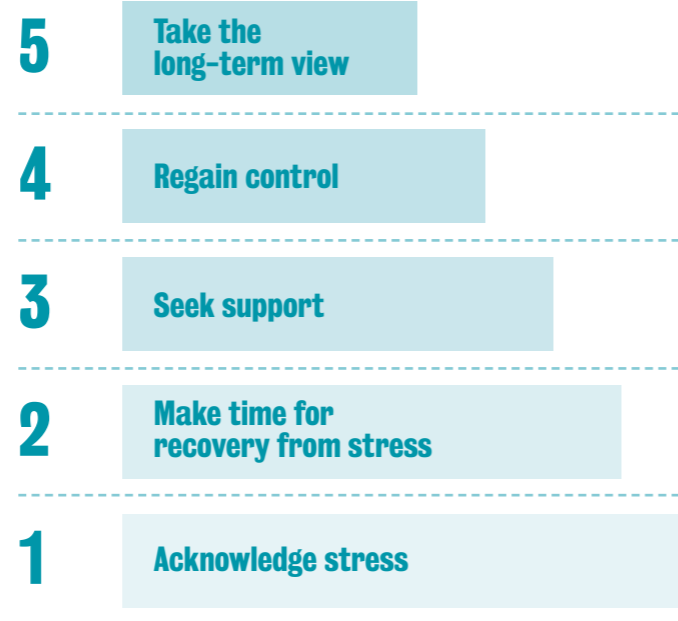 5
Take the
long-term view
4
Regain control
3
Seek support
2
Make time for
recovery from stress
1
Acknowledge stress